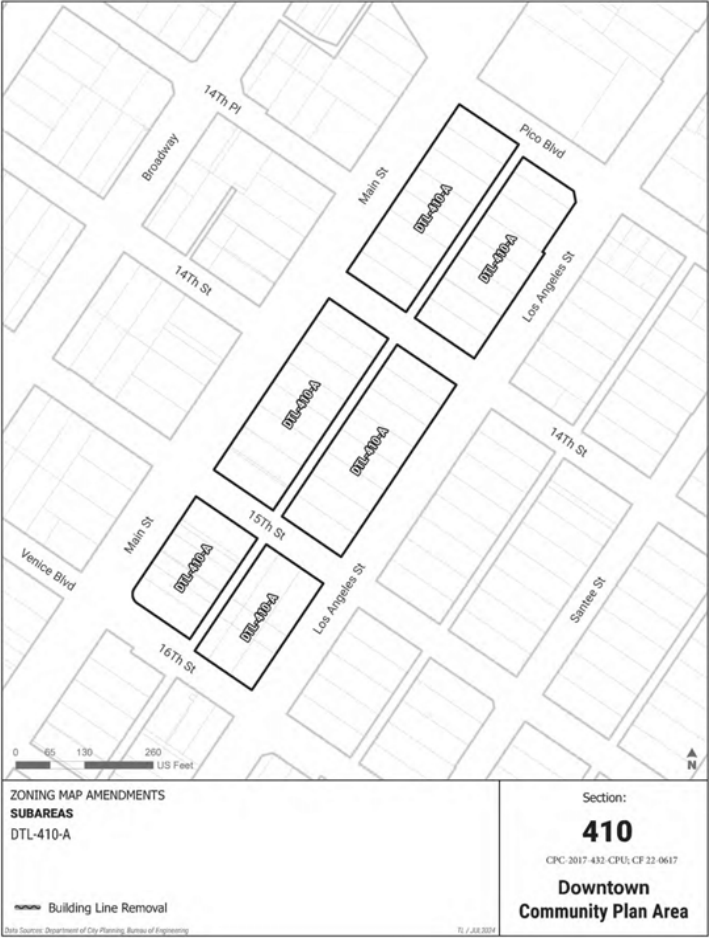 14Th Pl
Pico Blvd
Broadway
Main St
DTL-410-A
DTL-410-A
Los Angeles St
14Th St
DTL-410-A
DTL-410-A
14Th St
Main St
15Th St
Venice Blvd
DTL-410-A
DTL-410-A
Los Angeles St
Santee St
16Th St
0 65 130 260
US Feet
N
ZONING MAP AMENDMENTS
SUBAREAS
DTL-410-A
Building Line Removal
Data Sources: Department of City Planning, Bureau of Engineering
TL / JUL 2024
Section:
410
CPC-2017-432-CPU; CF 22-0617
Downtown
Community Plan Area